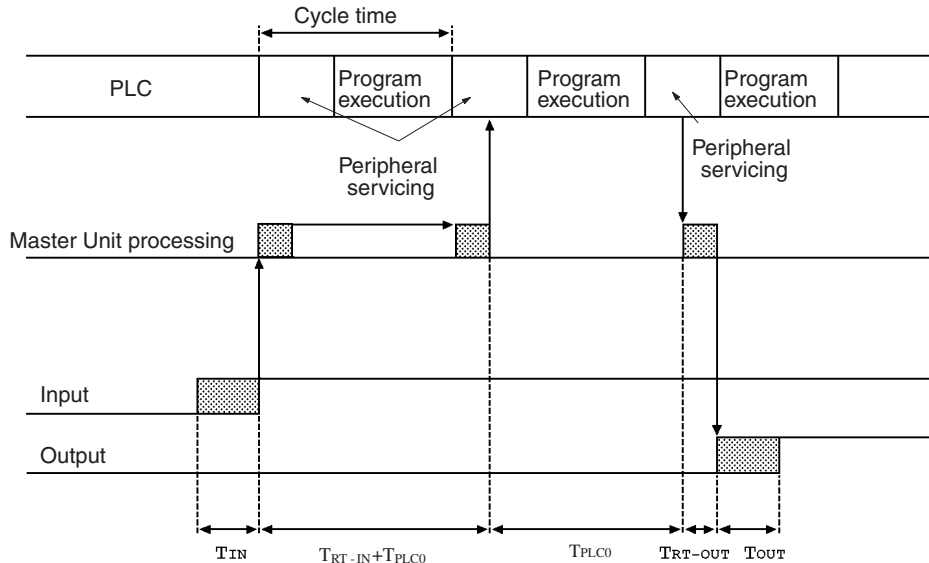 Cycle time
PLC
Program
execution
Program
execution
Program
execution
Peripheral
servicing
Peripheral
servicing
Master Unit processing
Input
Output
TIN
TRT-IN+TPLC0
TPLC0
TRT-OUT
TOUT